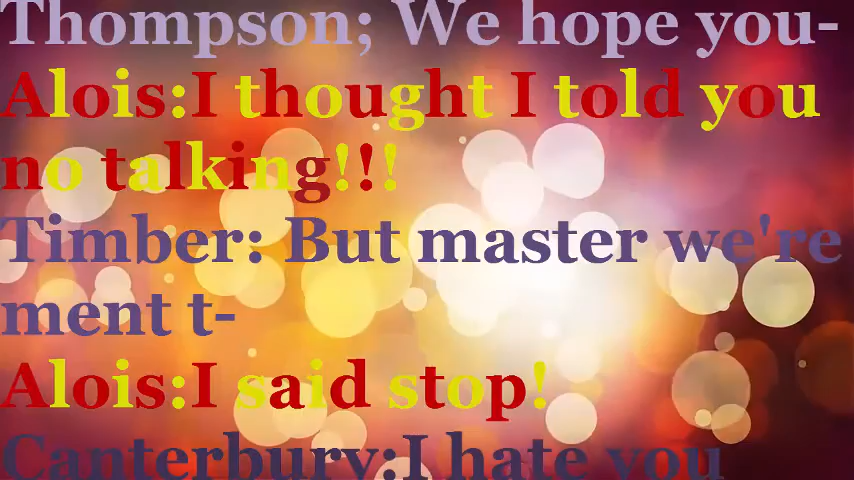 Thompson; We hope you-
Alois:I thought I told you
no talking!!!
Timber: But master we're
ment t-
Alois:I said stop!
Canterbury:I hate you